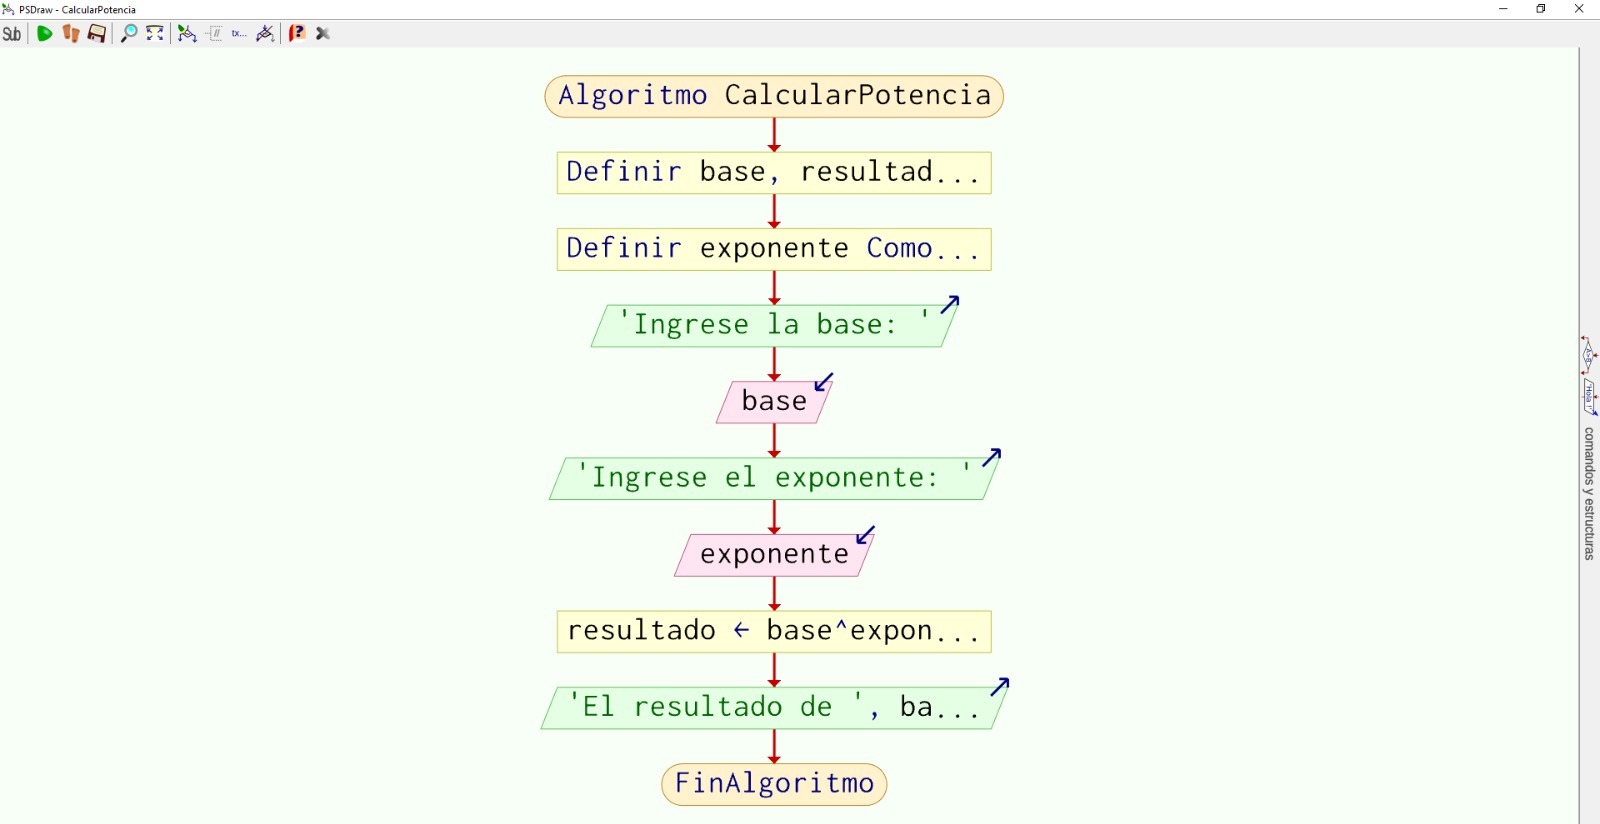 PSDraw - CalcularPotencia
Sub
tx...
Algoritmo CalcularPotencia
Definir base, resultad...
Definir exponente Como...
'Ingrese la base: '
base
'Ingrese el exponente: '
exponente
resultado ← base^expon...
'El resultado de ', ba...
FinAlgoritmo
comandos y estructuras